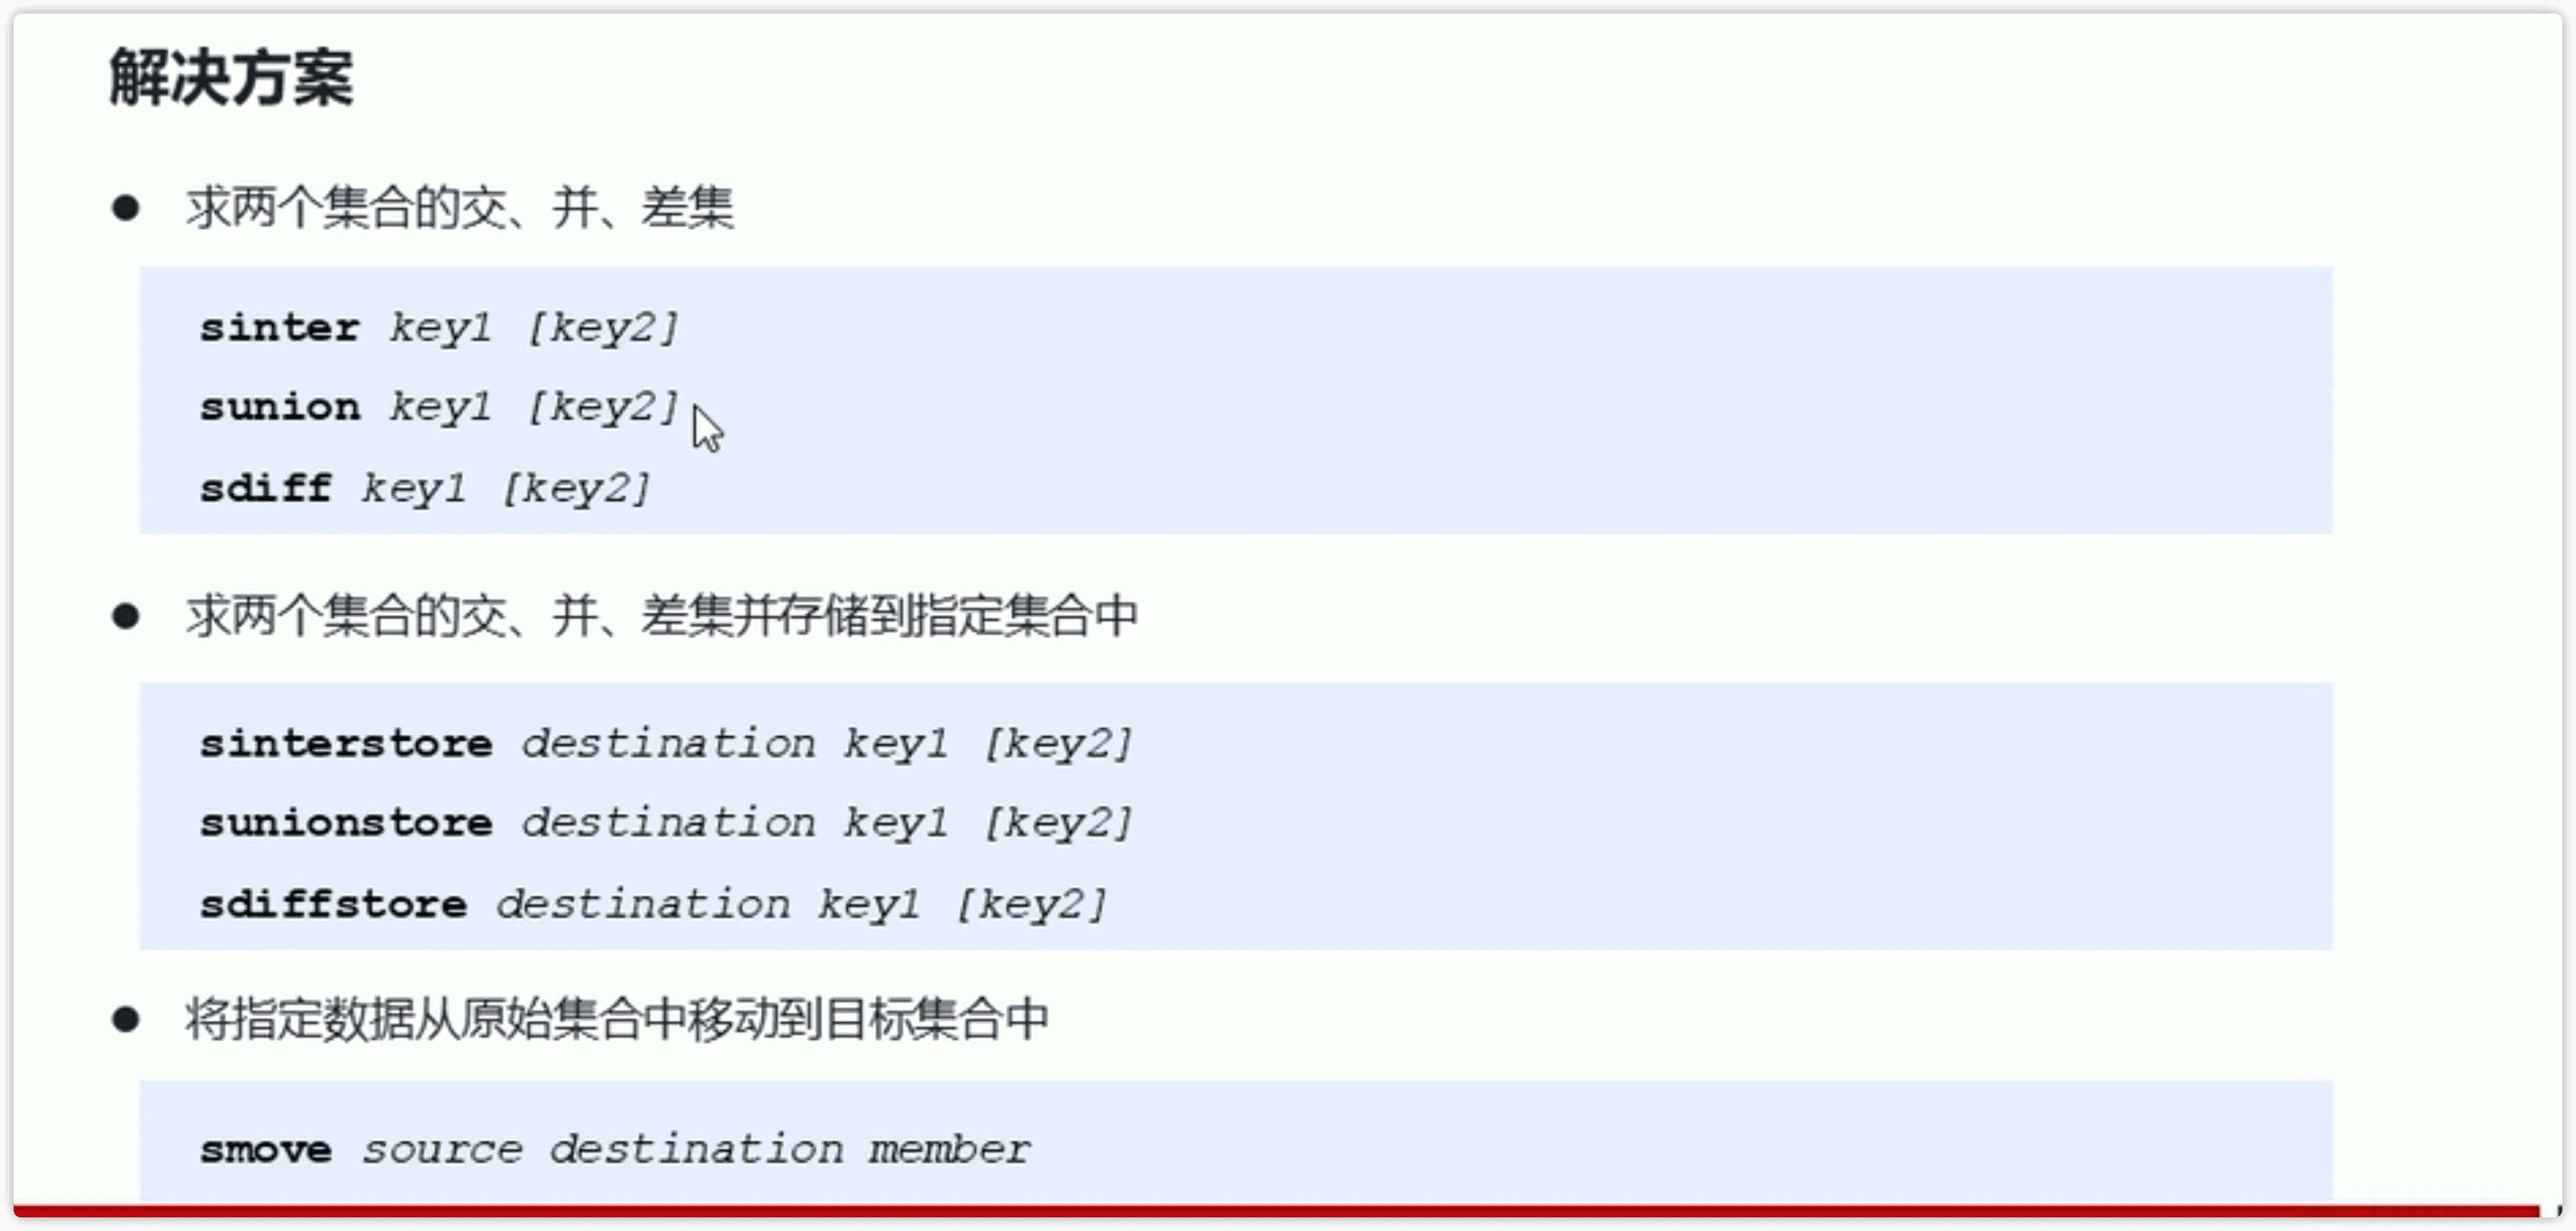 解决方案
求两个集合的交、并、差集
sinter key1 [key2]
sunion key1 [key2]
sdiff key1 [key2]
求两个集合的交、并、差集并存储到指定集合中
sinterstore destination key1 [key2]
sunionstore destination key1 [key2]
sdiffstore destination key1 [key2]
将指定数据从原始集合中移动到目标集合中
smove source destination member